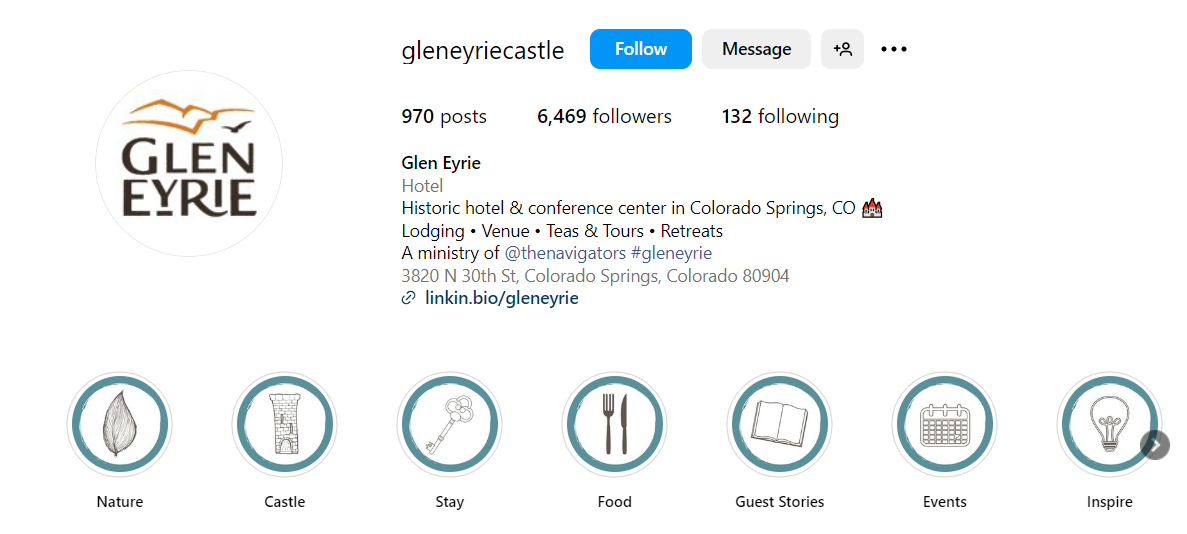 gleneyriecastle Follow Message
970 posts 6,469 followers 132 following
GLEN
EYRIE
Glen Eyrie
Hotel
Historic hotel & conference center in Colorado Springs, CO 🏰
Lodging • Venue • Teas & Tours • Retreats
A ministry of @thenavigators #gleneyrie
3820 N 30th St, Colorado Springs, Colorado 80904
linkin.bio/gleneyrie
Nature Castle Stay Food Guest Stories Events Inspire